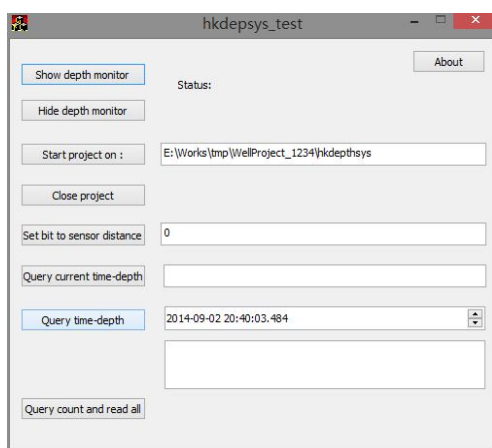 hkdepsys_test
About
Show depth monitor
Status:
Hide depth monitor
Start project on :
E:\Works\tmp\WellProject_1234\hkdepthsys
Close project
Set bit to sensor distance
0
Query current time-depth
Query time-depth
2014-09-02 20:40:03.484
Query count and read all